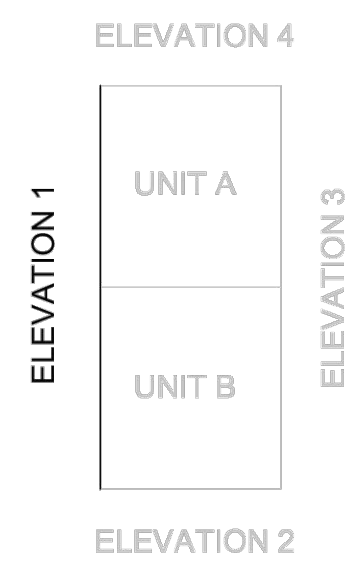 ELEVATION 4
UNIT A
ELEVATION 1
ELEVATION 3
UNIT B
ELEVATION 2